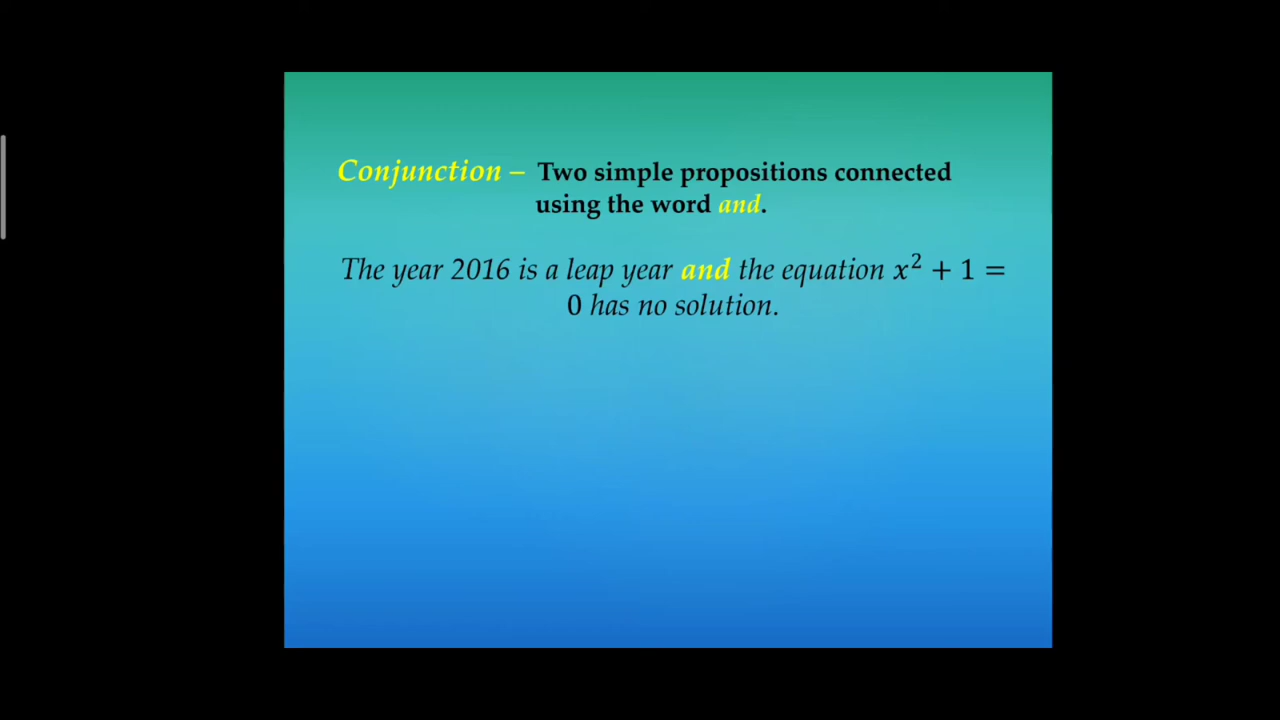 Conjunction – Two simple propositions connected
using the word and.
The year 2016 is a leap year and the equation x² + 1 =
0 has no solution.